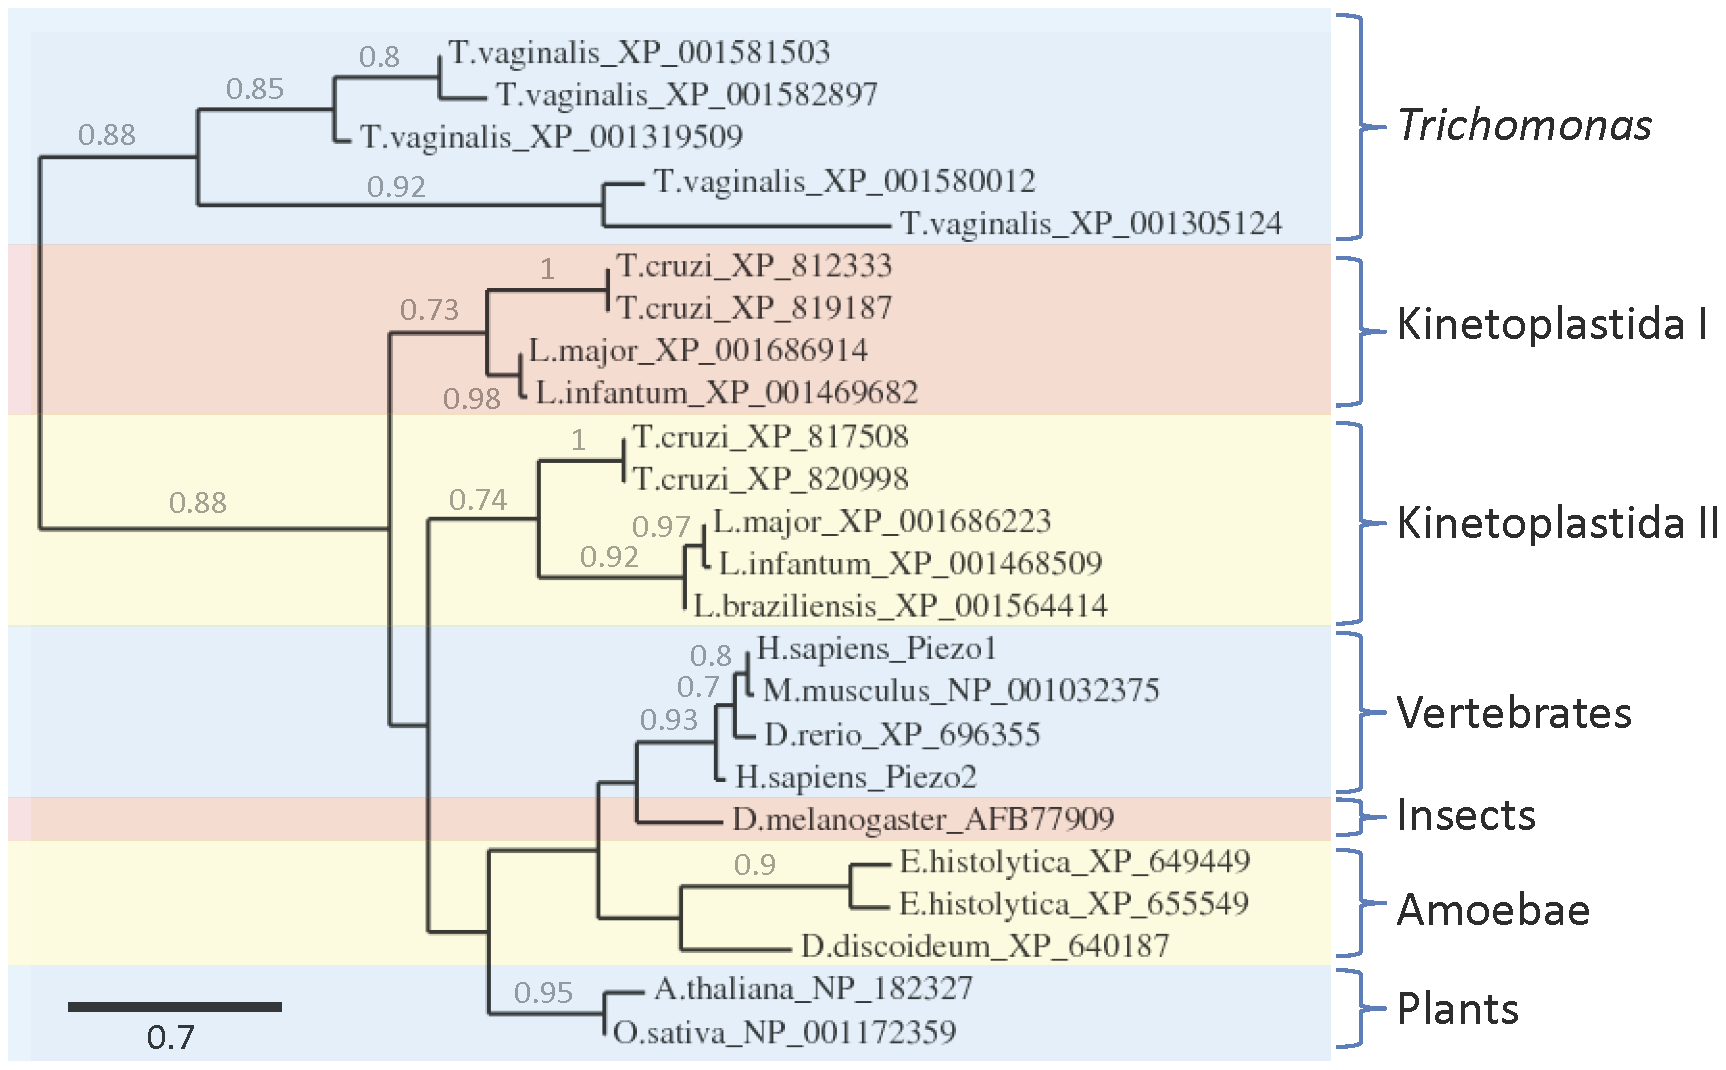 0.8
T.vaginalis_XP_001581503
0.85
T.vaginalis_XP_001582897
0.88
T.vaginalis_XP_001319509
Trichomonas
0.92
T.vaginalis_XP_001580012
T.vaginalis_XP_001305124
1
T.cruzi_XP_812333
0.73
T.cruzi_XP_819187
Kinetoplastida I
L.major_XP_001686914
0.98
L.infantum_XP_001469682
1
T.cruzi_XP_817508
T.cruzi_XP_820998
0.88
0.74
0.97
L.major_XP_001686223
Kinetoplastida II
0.92
L.infantum_XP_001468509
L.braziliensis_XP_001564414
0.8
H.sapiens_Piezo1
0.7
M.musculus_NP_001032375
0.93
D.rerio_XP_696355
Vertebrates
H.sapiens_Piezo2
D.melanogaster_AFB77909
Insects
0.9
E.histolytica_XP_649449
E.histolytica_XP_655549
Amoebae
D.discoideum_XP_640187
0.95
A.thaliana_NP_182327
Plants
O.sativa_NP_001172359
0.7